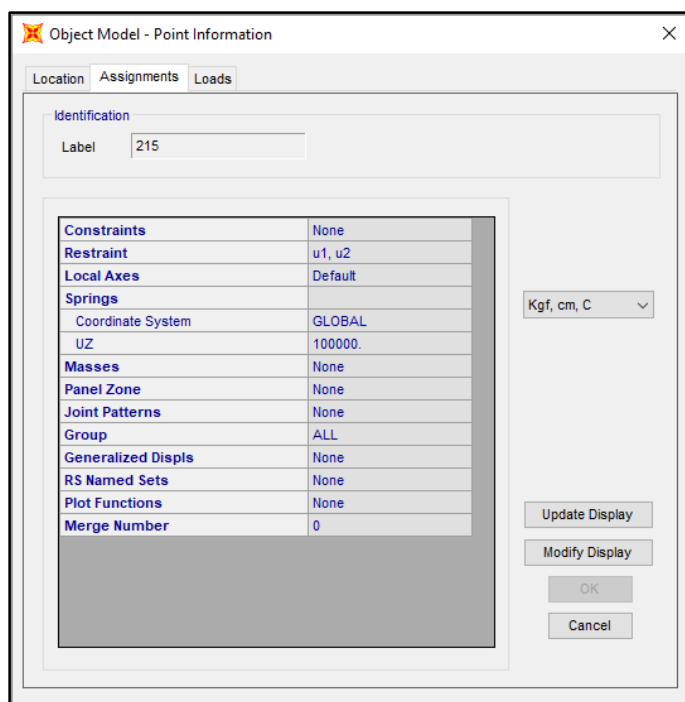 Object Model - Point Information
Location Assignments Loads
Identification
Label 215
Constraints None
Restraint u1, u2
Local Axes Default
Springs
Coordinate System GLOBAL
UZ 100000.
Masses None
Panel Zone None
Joint Patterns None
Group ALL
Generalized Displs None
RS Named Sets None
Plot Functions None
Merge Number 0
Kgf, cm, C
Update Display
Modify Display
OK
Cancel